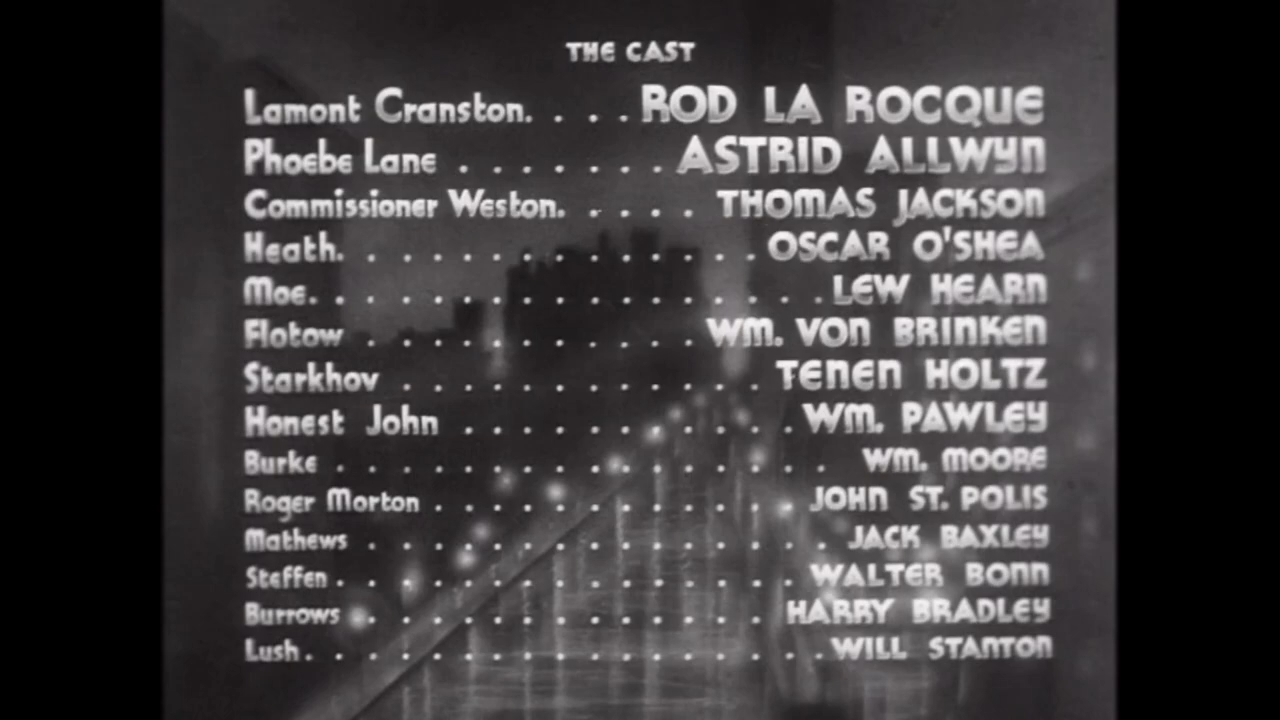 THE CAST
Lamont Cranston. . . . ROD LA ROCQUE
Phoebe Lane . . . . . . . ASTRID ALLWYN
Commissioner Weston. . . . . THOMAS JACKSON
Heath. . . . . . . . . . . . . . OSCAR O'SHEA
Moe. . . . . . . . . . . . . . . . . LEW HEARN
Flotow . . . . . . . . . . . WM. VON BRINKEN
Starkhov . . . . . . . . . . . . TENEN HOLTZ
Honest John . . . . . . . . . . . WM. PAWLEY
Burke . . . . . . . . . . . . . . . . WM. MOORE
Roger Morton . . . . . . . . . . . . JOHN ST. POLIS
Mathews . . . . . . . . . . . . . . . JACK BAXLEY
Steffen . . . . . . . . . . . . . . . WALTER BONN
Burrows . . . . . . . . . . . . . HARRY BRADLEY
Lush . . . . . . . . . . . . . . . . . WILL STANTON